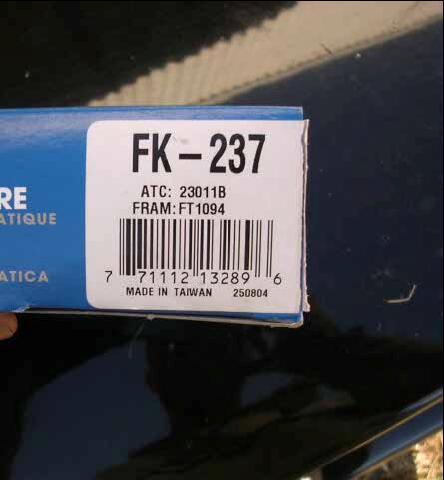 FK-237
ATC: 23011B
FRAM: FT1094
RE
ATIQUE
ATICA
7 71112 13289 6
MADE IN TAIWAN 250804